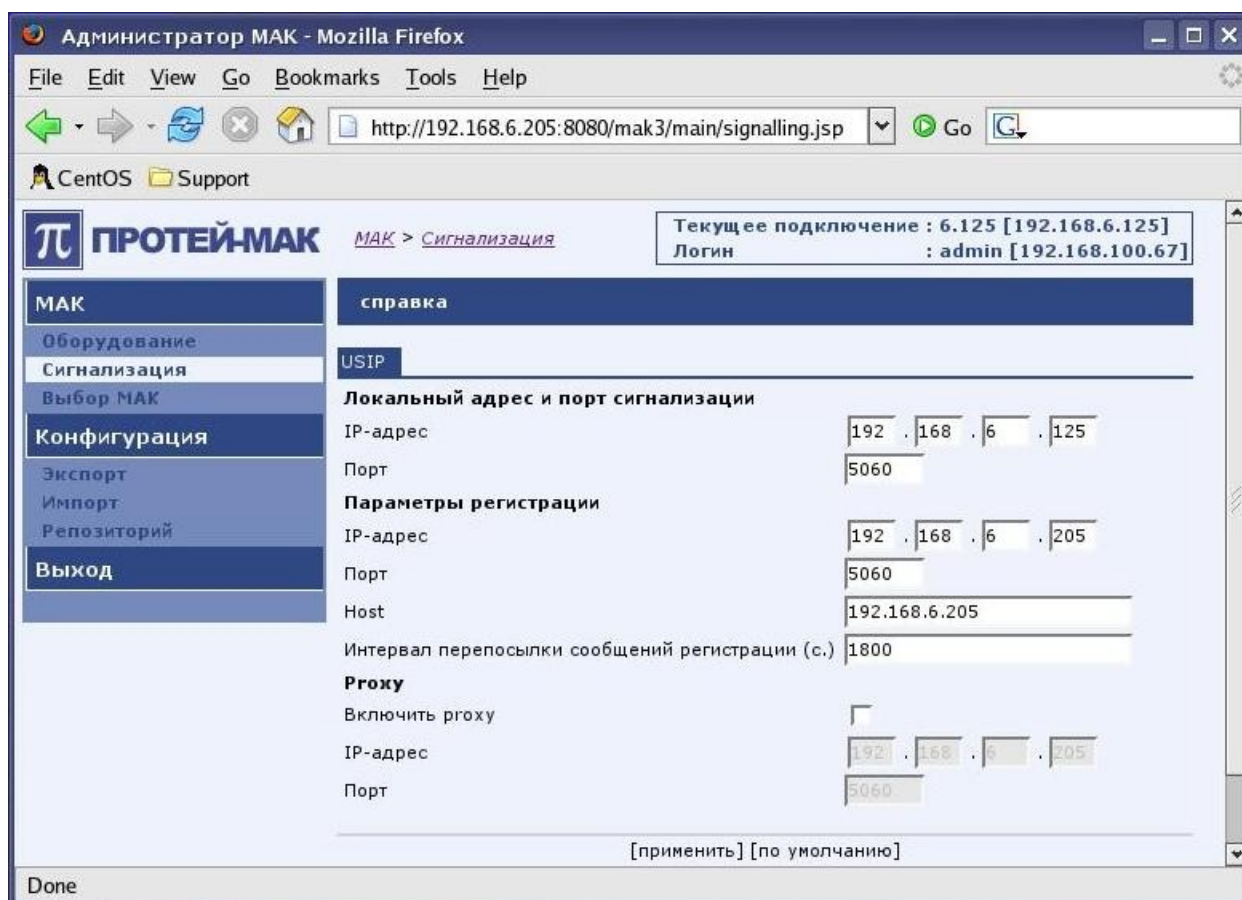 Администратор МАК - Mozilla Firefox
File Edit View Go Bookmarks Tools Help
http://192.168.6.205:8080/mak3/main/signalling.jsp Go G
CentOS Support
π ПРОТЕЙ-МАК
МАК > Сигнализация
Текущее подключение : 6.125 [192.168.6.125]
Логин : admin [192.168.100.67]
МАК
Оборудование
Сигнализация
Выбор МАК
Конфигурация
Экспорт
Импорт
Репозиторий
Выход
справка
USIP
Локальный адрес и порт сигнализации
IP-адрес 192 . 168 . 6 . 125
Порт 5060
Параметры регистрации
IP-адрес 192 . 168 . 6 . 205
Порт 5060
Host 192.168.6.205
Интервал перепосылки сообщений регистрации (с.) 1800
Proxy
Включить proxy
IP-адрес 192 . 168 . 6 . 205
Порт 5060
[применить] [по умолчанию]
Done